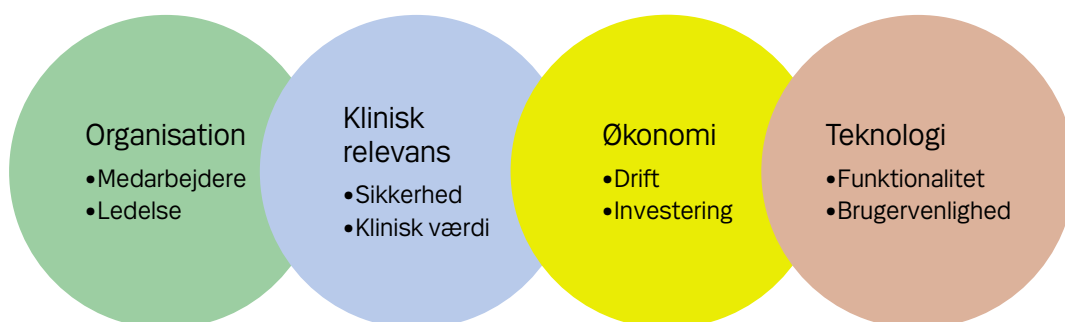 Organisation
•Medarbejdere
•Ledelse
Klinisk
relevans
•Sikkerhed
•Klinisk værdi
Økonomi
•Drift
•Investering
Teknologi
•Funktionalitet
•Brugervenlighed